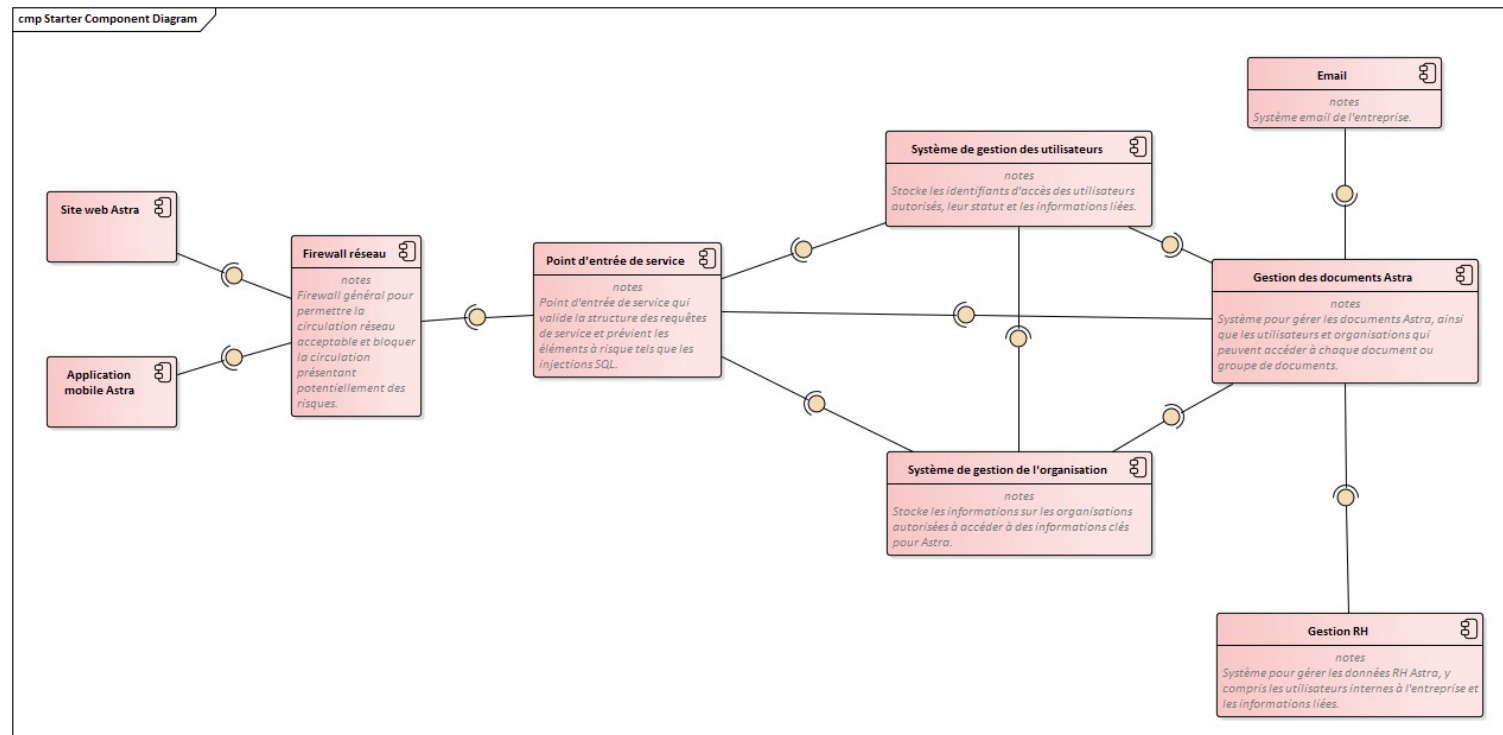 cmp Starter Component Diagram
Email
notes
Système email de l'entreprise.
Système de gestion des utilisateurs
notes
Stocke les identifiants d'accès des utilisateurs
autorisés, leur statut et les informations liées.
Site web Astra
Firewall réseau
notes
Firewall général pour
permettre la
circulation réseau
acceptable et bloquer
la circulation
présentant
potentiellement des
risques.
Point d'entrée de service
notes
Point d'entrée de service qui
valide la structure des requêtes
de service et prévient les
éléments à risque tels que les
injections SQL.
Gestion des documents Astra
notes
Système pour gérer les documents Astra, ainsi
que les utilisateurs et organisations qui
peuvent accéder à chaque document ou
groupe de documents.
Application
mobile Astra
Système de gestion de l'organisation
notes
Stocke les informations sur les organisations
autorisées à accéder à des informations clés
pour Astra.
Gestion RH
notes
Système pour gérer les données RH Astra, y
compris les utilisateurs internes à l'entreprise et
les informations liées.